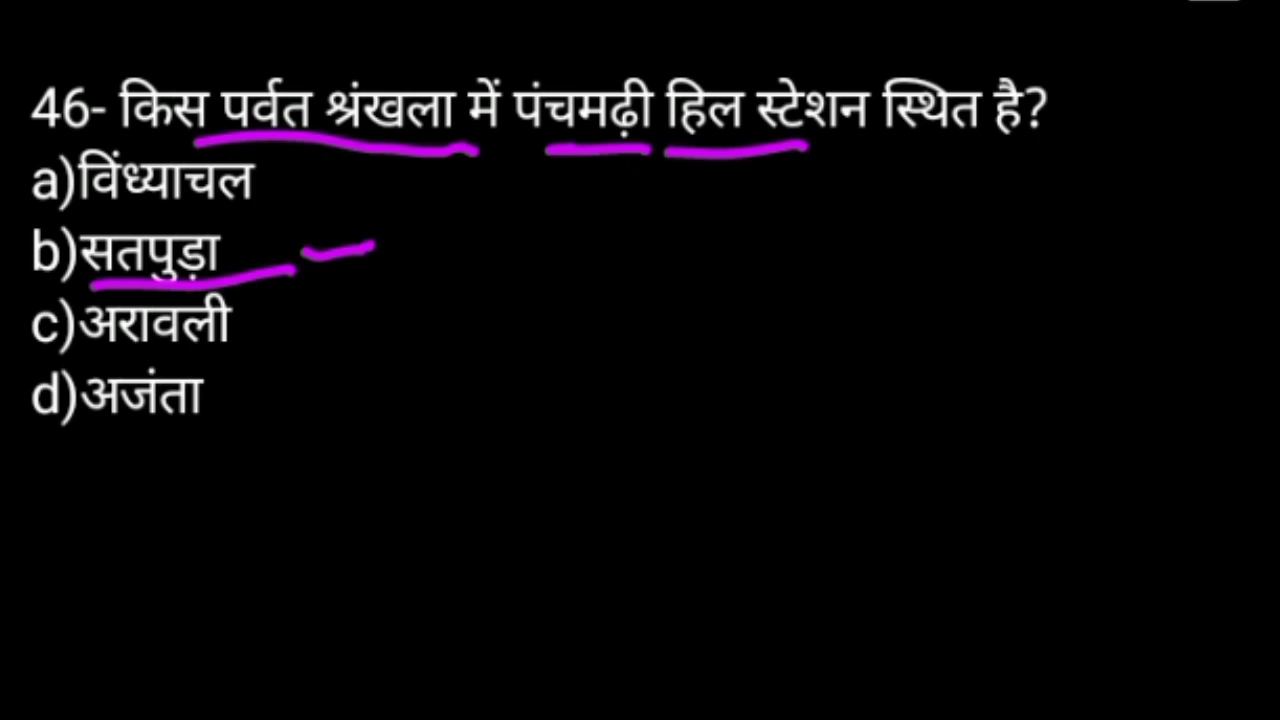 46- किस पर्वत श्रंखला में पंचमढ़ी हिल स्टेशन स्थित है?
a)विंध्याचल
b)सतपुड़ा
c)अरावली
d)अजंता